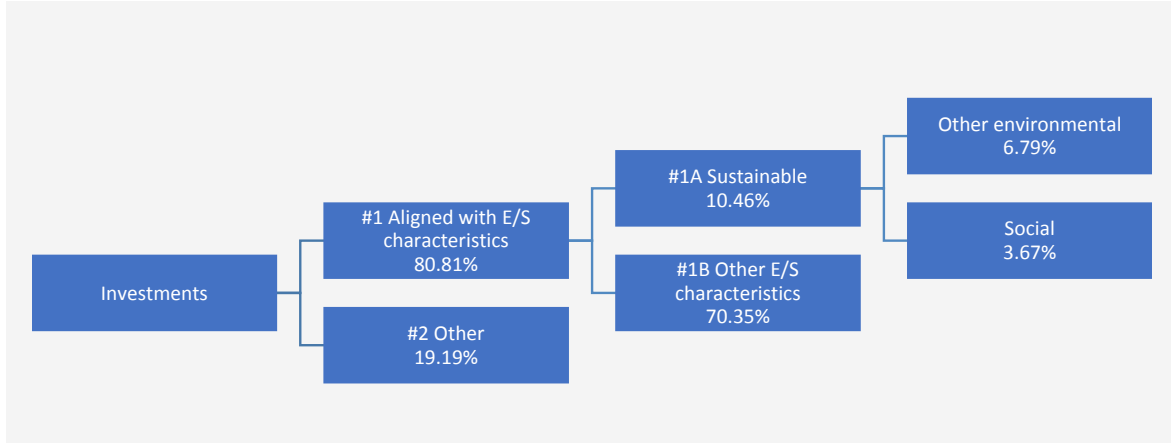 Investments
#1 Aligned with E/S
characteristics
80.81%
#2 Other
19.19%
#1A Sustainable
10.46%
#1B Other E/S
characteristics
70.35%
Other environmental
6.79%
Social
3.67%